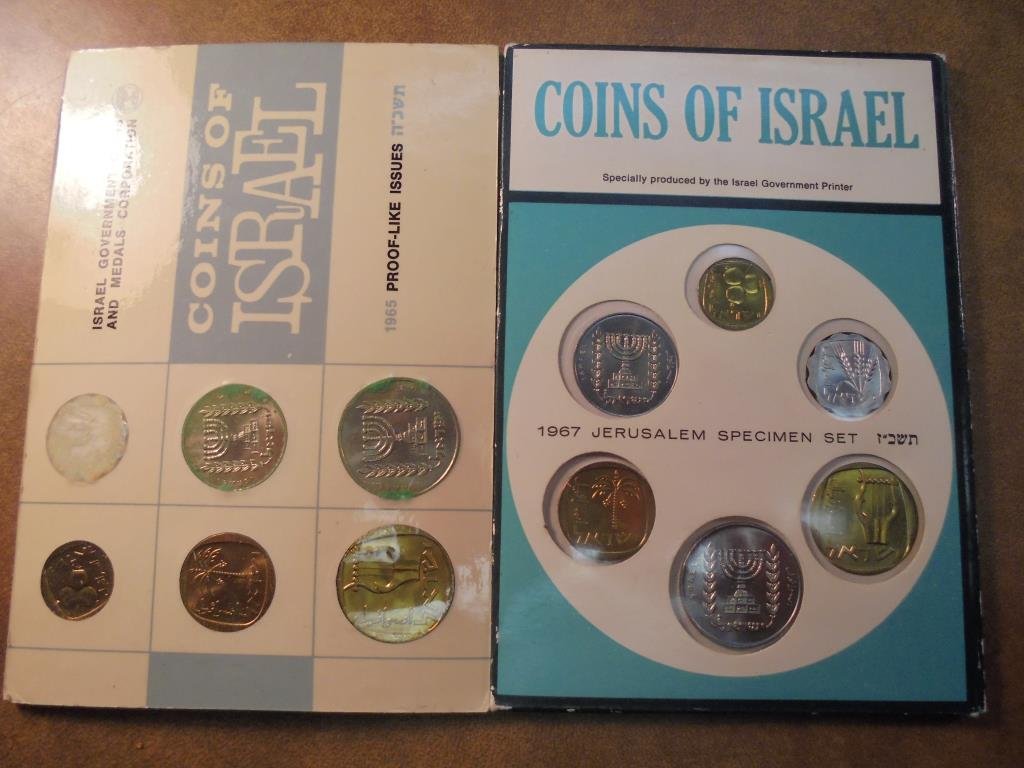 ISRAEL GOVERNMENT
AND MEDALS CORPORATION
COINS OF
ISRAEL
1965 PROOF-LIKE ISSUES תשכ"ה
COINS OF ISRAEL
Specially produced by the Israel Government Printer
1967 JERUSALEM SPECIMEN SET תשכ"ז